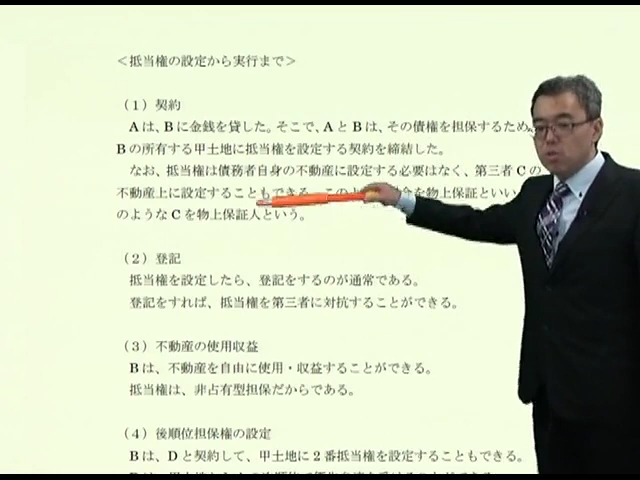 ＜抵当権の設定から実行まで＞
（１）契約
Ａは、Ｂに金銭を貸した。そこで、ＡとＢは、その債権を担保するため
Ｂの所有する甲土地に抵当権を設定する契約を締結した。
なお、抵当権は債務者自身の不動産に設定する必要はなく、第三者Ｃの
不動産上に設定することもできる。この を物上保証といい
のようなＣを物上保証人という。
（２）登記
抵当権を設定したら、登記をするのが通常である。
登記をすれば、抵当権を第三者に対抗することができる。
（３）不動産の使用収益
Ｂは、不動産を自由に使用・収益することができる。
抵当権は、非占有型担保だからである。
（４）後順位担保権の設定
Ｂは、Ｄと契約して、甲土地に２番抵当権を設定することもできる。